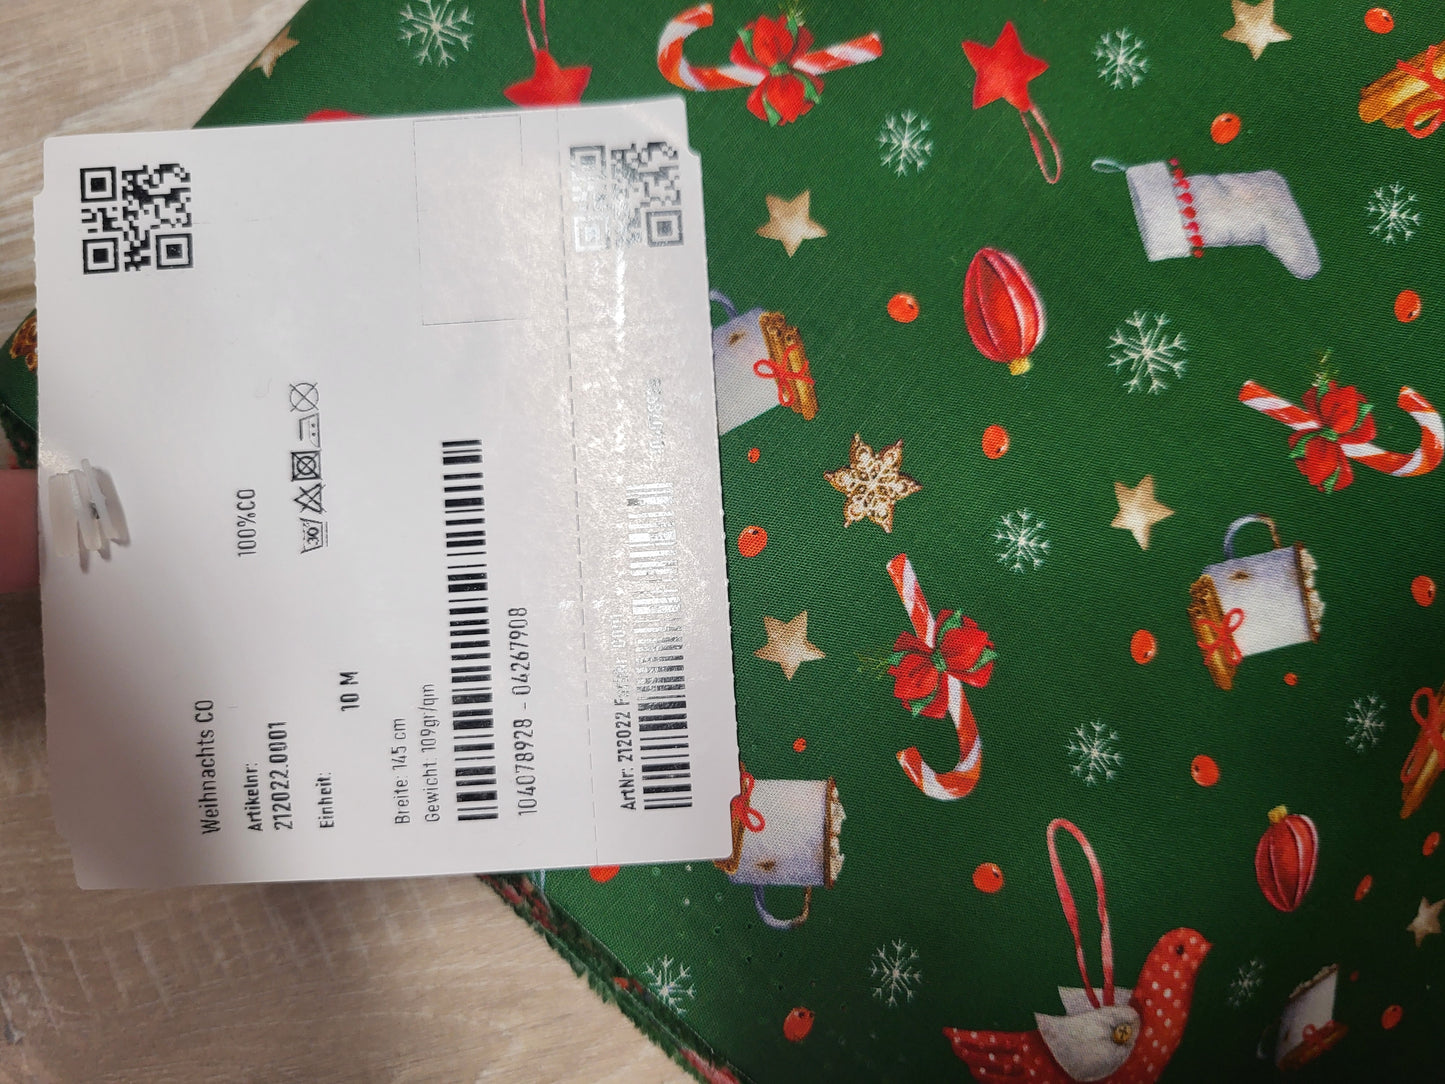 Weihnachts CO
Artikelnr:
212022.0001
100%CO
Einheit:
10 M
30
Breite: 145 cm
Gewicht: 109gr/qm
104078928 - 04267908
ArtNr: 212022